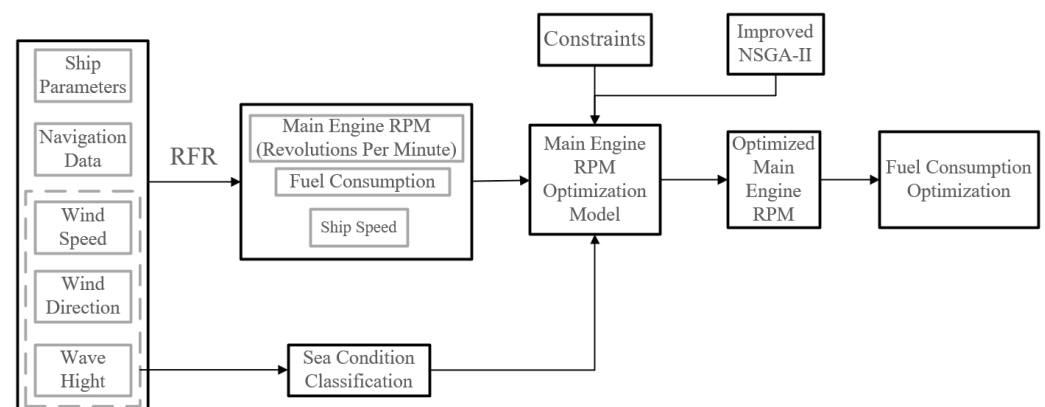 Ship
Parameters
Navigation
Data
Wind
Speed
Wind
Direction
Wave
Hight
RFR
Main Engine RPM
(Revolutions Per Minute)
Fuel Consumption
Ship Speed
Sea Condition
Classification
Constraints
Improved
NSGA-II
Main Engine
RPM
Optimization
Model
Optimized
Main
Engine
RPM
Fuel Consumption
Optimization